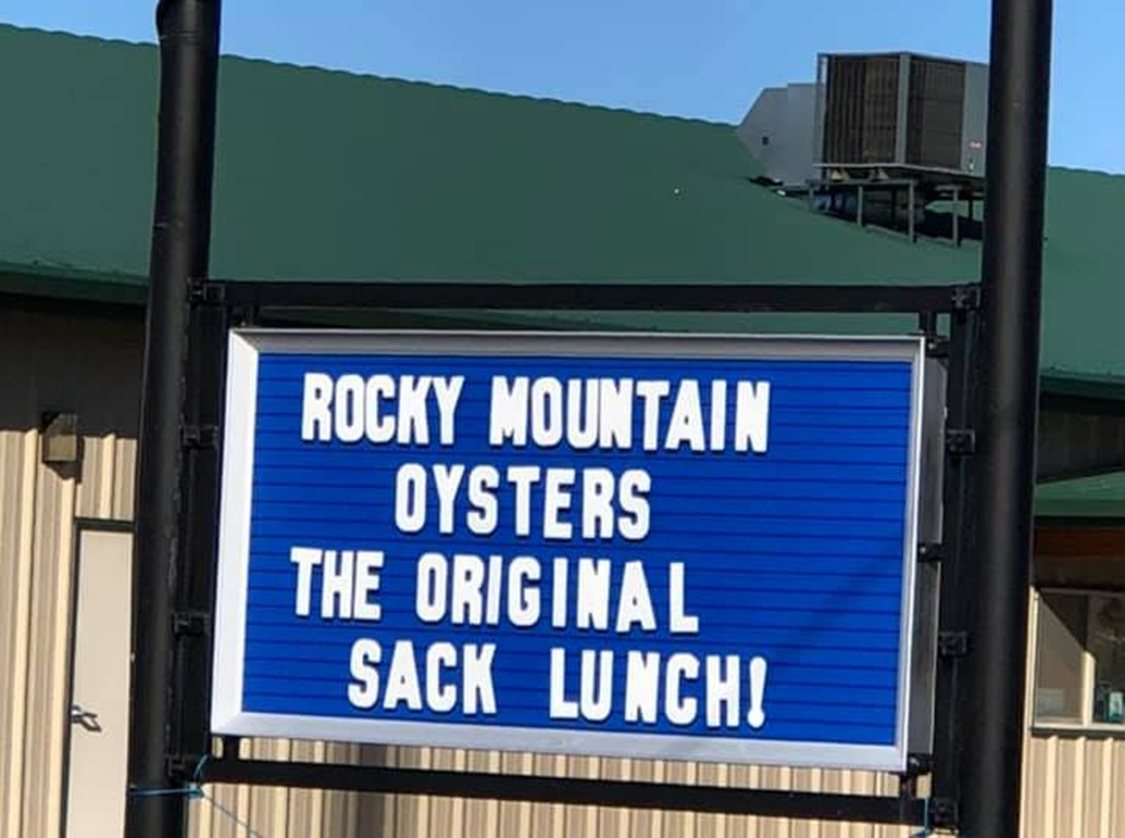 ROCKY MOUNTAIN
OYSTERS
THE ORIGINAL
SACK LUNCH!